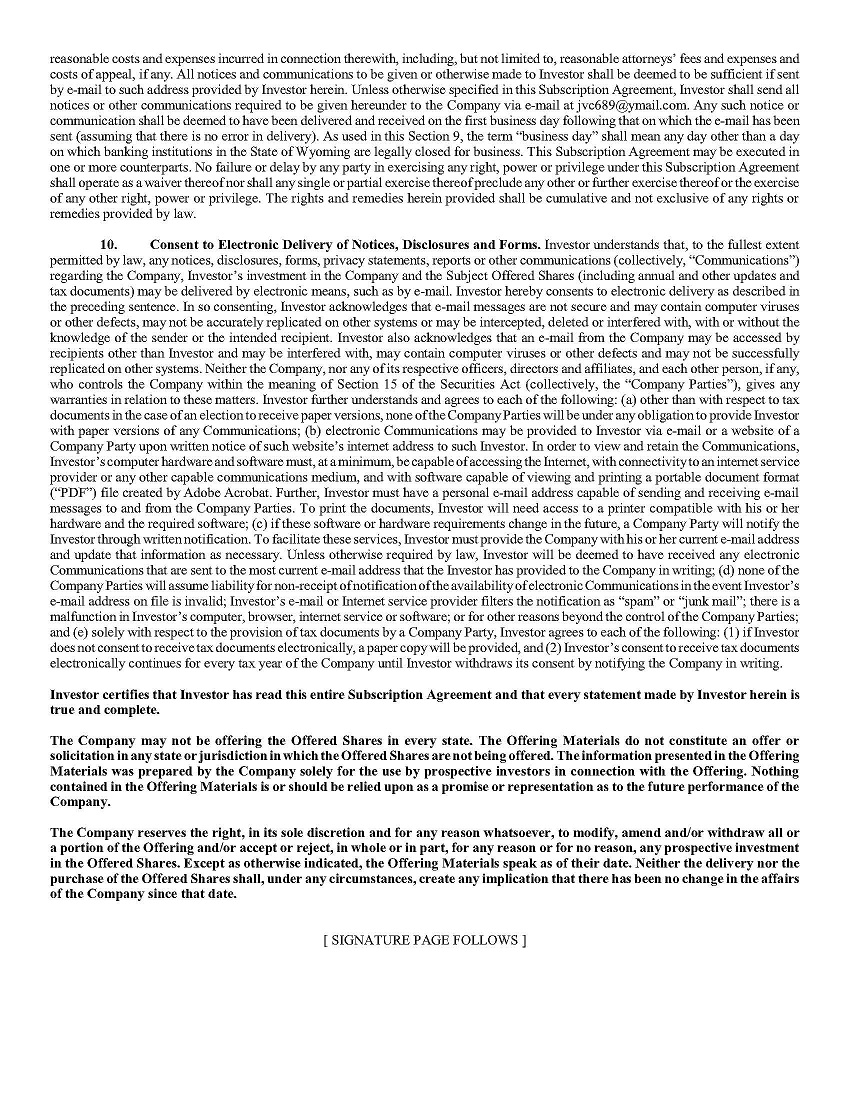 reasonable costs and expenses incurred in connection therewith, including, but not limited to, reasonable attorneys’ fees and expenses and
costs of appeal, if any. All notices and communications to be given or otherwise made to Investor shall be deemed to be sufficient if sent
by e-mail to such address provided by Investor herein. Unless otherwise specified in this Subscription Agreement, Investor shall send all
notices or other communications required to be given hereunder to the Company via e-mail at jvc689@ymail.com. Any such notice or
communication shall be deemed to have been delivered and received on the first business day following that on which the e-mail has been
sent (assuming that there is no error in delivery). As used in this Section 9, the term “business day” shall mean any day other than a day
on which banking institutions in the State of Wyoming are legally closed for business. This Subscription Agreement may be executed in
one or more counterparts. No failure or delay by any party in exercising any right, power or privilege under this Subscription Agreement
shall operate as a waiver thereof nor shall any single or partial exercise thereof preclude any other or further exercise thereof or the exercise
of any other right, power or privilege. The rights and remedies herein provided shall be cumulative and not exclusive of any rights or
remedies provided by law.
10. Consent to Electronic Delivery of Notices, Disclosures and Forms. Investor understands that, to the fullest extent
permitted by law, any notices, disclosures, forms, privacy statements, reports or other communications (collectively, “Communications”)
regarding the Company, Investor’s investment in the Company and the Subject Offered Shares (including annual and other updates and
tax documents) may be delivered by electronic means, such as by e-mail. Investor hereby consents to electronic delivery as described in
the preceding sentence. In so consenting, Investor acknowledges that e-mail messages are not secure and may contain computer viruses
or other defects, may not be accurately replicated on other systems or may be intercepted, deleted or interfered with, with or without the
knowledge of the sender or the intended recipient. Investor also acknowledges that an e-mail from the Company may be accessed by
recipients other than Investor and may be interfered with, may contain computer viruses or other defects and may not be successfully
replicated on other systems. Neither the Company, nor any of its respective officers, directors and affiliates, and each other person, if any,
who controls the Company within the meaning of Section 15 of the Securities Act (collectively, the “Company Parties”), gives any
warranties in relation to these matters. Investor further understands and agrees to each of the following: (a) other than with respect to tax
documents in the case of an election to receive paper versions, none of the Company Parties will be under any obligation to provide Investor
with paper versions of any Communications; (b) electronic Communications may be provided to Investor via e-mail or a website of a
Company Party upon written notice of such website’s internet address to such Investor. In order to view and retain the Communications,
Investor’s computer hardware and software must, at a minimum, be capable of accessing the Internet, with connectivity to an internet service
provider or any other capable communications medium, and with software capable of viewing and printing a portable document format
(“PDF”) file created by Adobe Acrobat. Further, Investor must have a personal e-mail address capable of sending and receiving e-mail
messages to and from the Company Parties. To print the documents, Investor will need access to a printer compatible with his or her
hardware and the required software; (c) if these software or hardware requirements change in the future, a Company Party will notify the
Investor through written notification. To facilitate these services, Investor must provide the Company with his or her current e-mail address
and update that information as necessary. Unless otherwise required by law, Investor will be deemed to have received any electronic
Communications that are sent to the most current e-mail address that the Investor has provided to the Company in writing; (d) none of the
Company Parties will assume liability for non-receipt of notification of the availability of electronic Communications in the event Investor’s
e-mail address on file is invalid; Investor’s e-mail or Internet service provider filters the notification as “spam” or “junk mail”; there is a
malfunction in Investor’s computer, browser, internet service or software; or for other reasons beyond the control of the Company Parties;
and (e) solely with respect to the provision of tax documents by a Company Party, Investor agrees to each of the following: (1) if Investor
does not consent to receive tax documents electronically, a paper copy will be provided, and (2) Investor’s consent to receive tax documents
electronically continues for every tax year of the Company until Investor withdraws its consent by notifying the Company in writing.
Investor certifies that Investor has read this entire Subscription Agreement and that every statement made by Investor herein is
true and complete.
The Company may not be offering the Offered Shares in every state. The Offering Materials do not constitute an offer or
solicitation in any state or jurisdiction in which the Offered Shares are not being offered. The information presented in the Offering
Materials was prepared by the Company solely for the use by prospective investors in connection with the Offering. Nothing
contained in the Offering Materials is or should be relied upon as a promise or representation as to the future performance of the
Company.
The Company reserves the right, in its sole discretion and for any reason whatsoever, to modify, amend and/or withdraw all or
a portion of the Offering and/or accept or reject, in whole or in part, for any reason or for no reason, any prospective investment
in the Offered Shares. Except as otherwise indicated, the Offering Materials speak as of their date. Neither the delivery nor the
purchase of the Offered Shares shall, under any circumstances, create any implication that there has been no change in the affairs
of the Company since that date.
[ SIGNATURE PAGE FOLLOWS ]